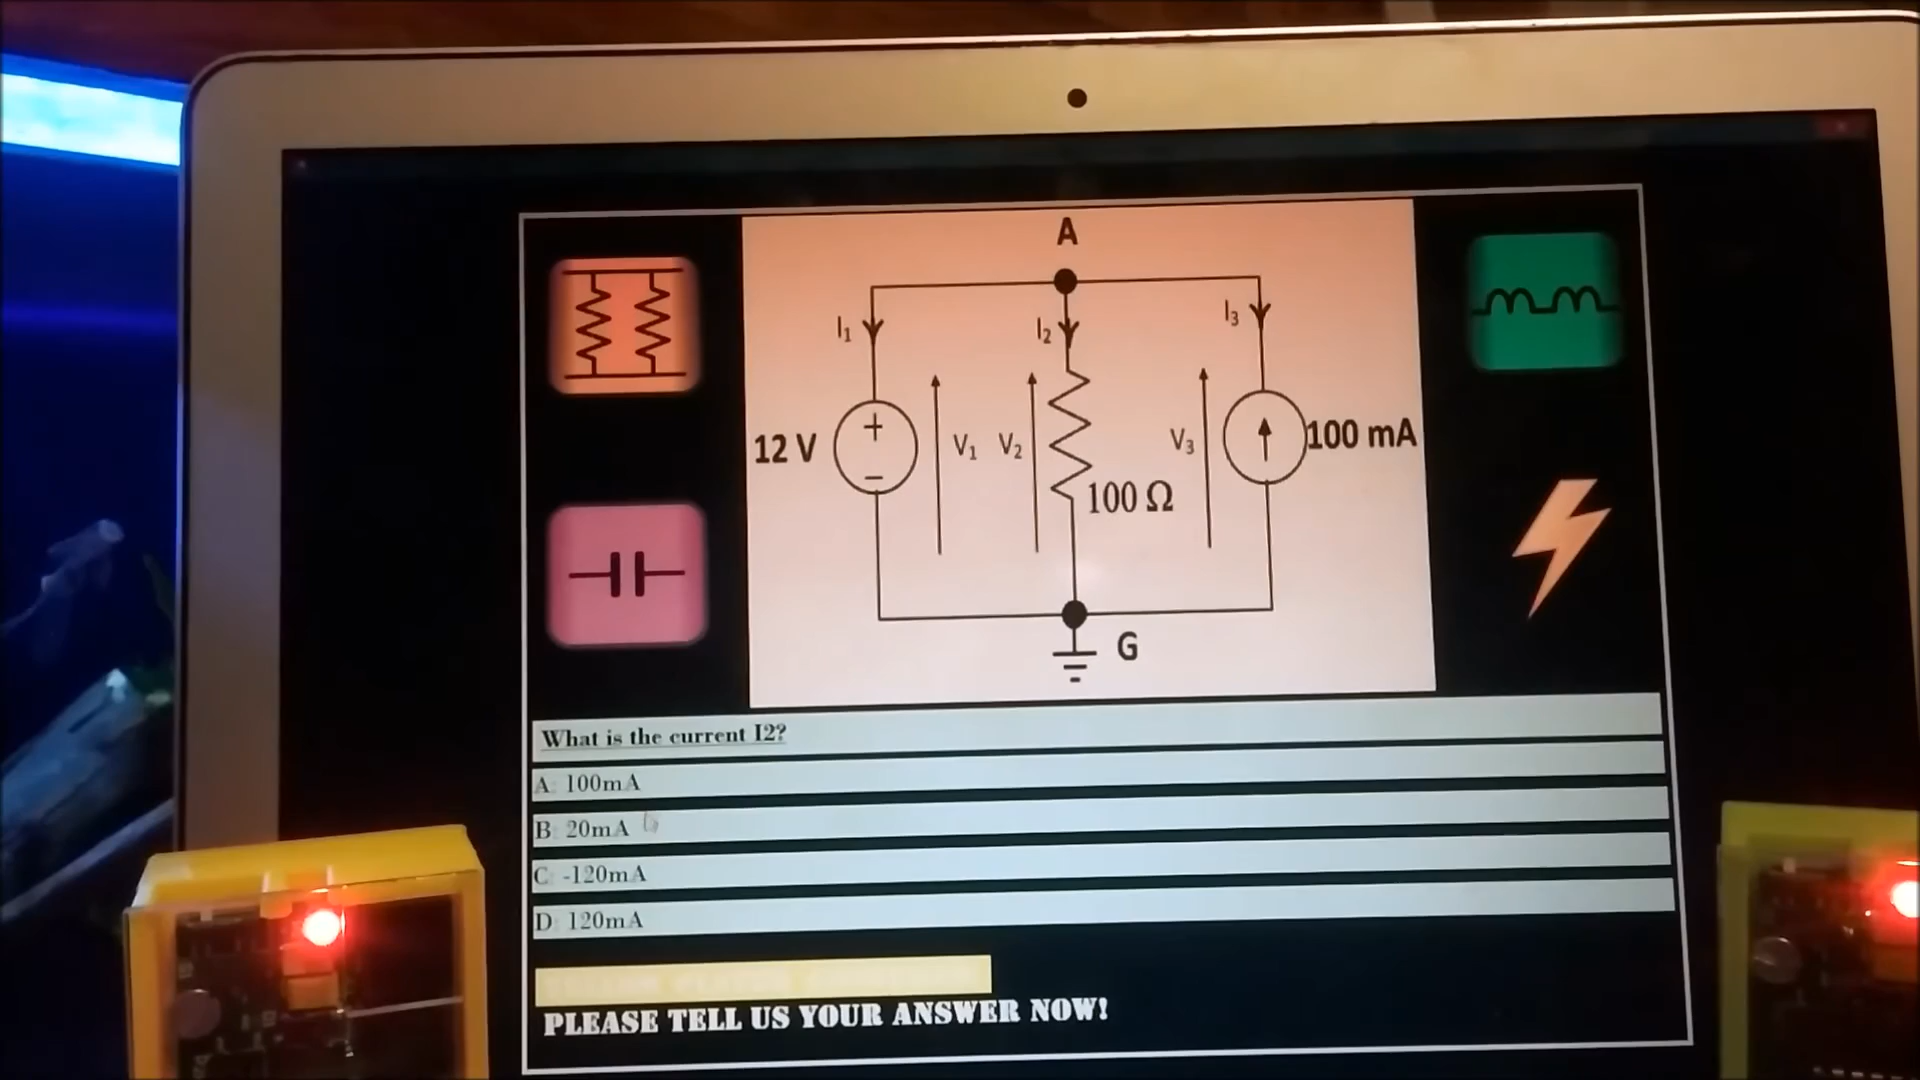 A
I1
I2
I3
12 V
+
−
V1
V2
V3
100 mA
100 Ω
G
What is the current I2?
A: 100mA
B: 20mA
C: -120mA
D: 120mA
PLEASE TELL US YOUR ANSWER NOW!